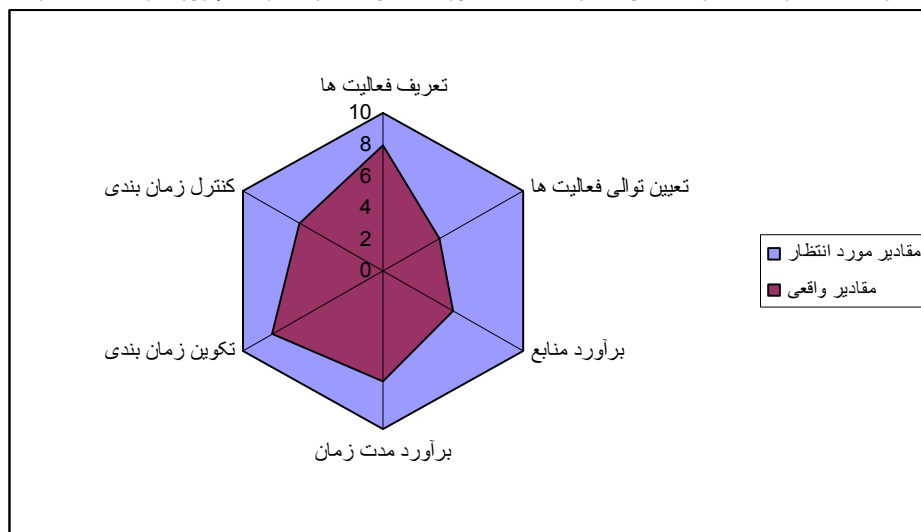 تعریف فعالیت ها
10
8
6
4
2
0
تعیین توالی فعالیت ها
برآورد منابع
برآورد مدت زمان
تکوین زمان بندی
کنترل زمان بندی
مقادیر مورد انتظار
مقادیر واقعی